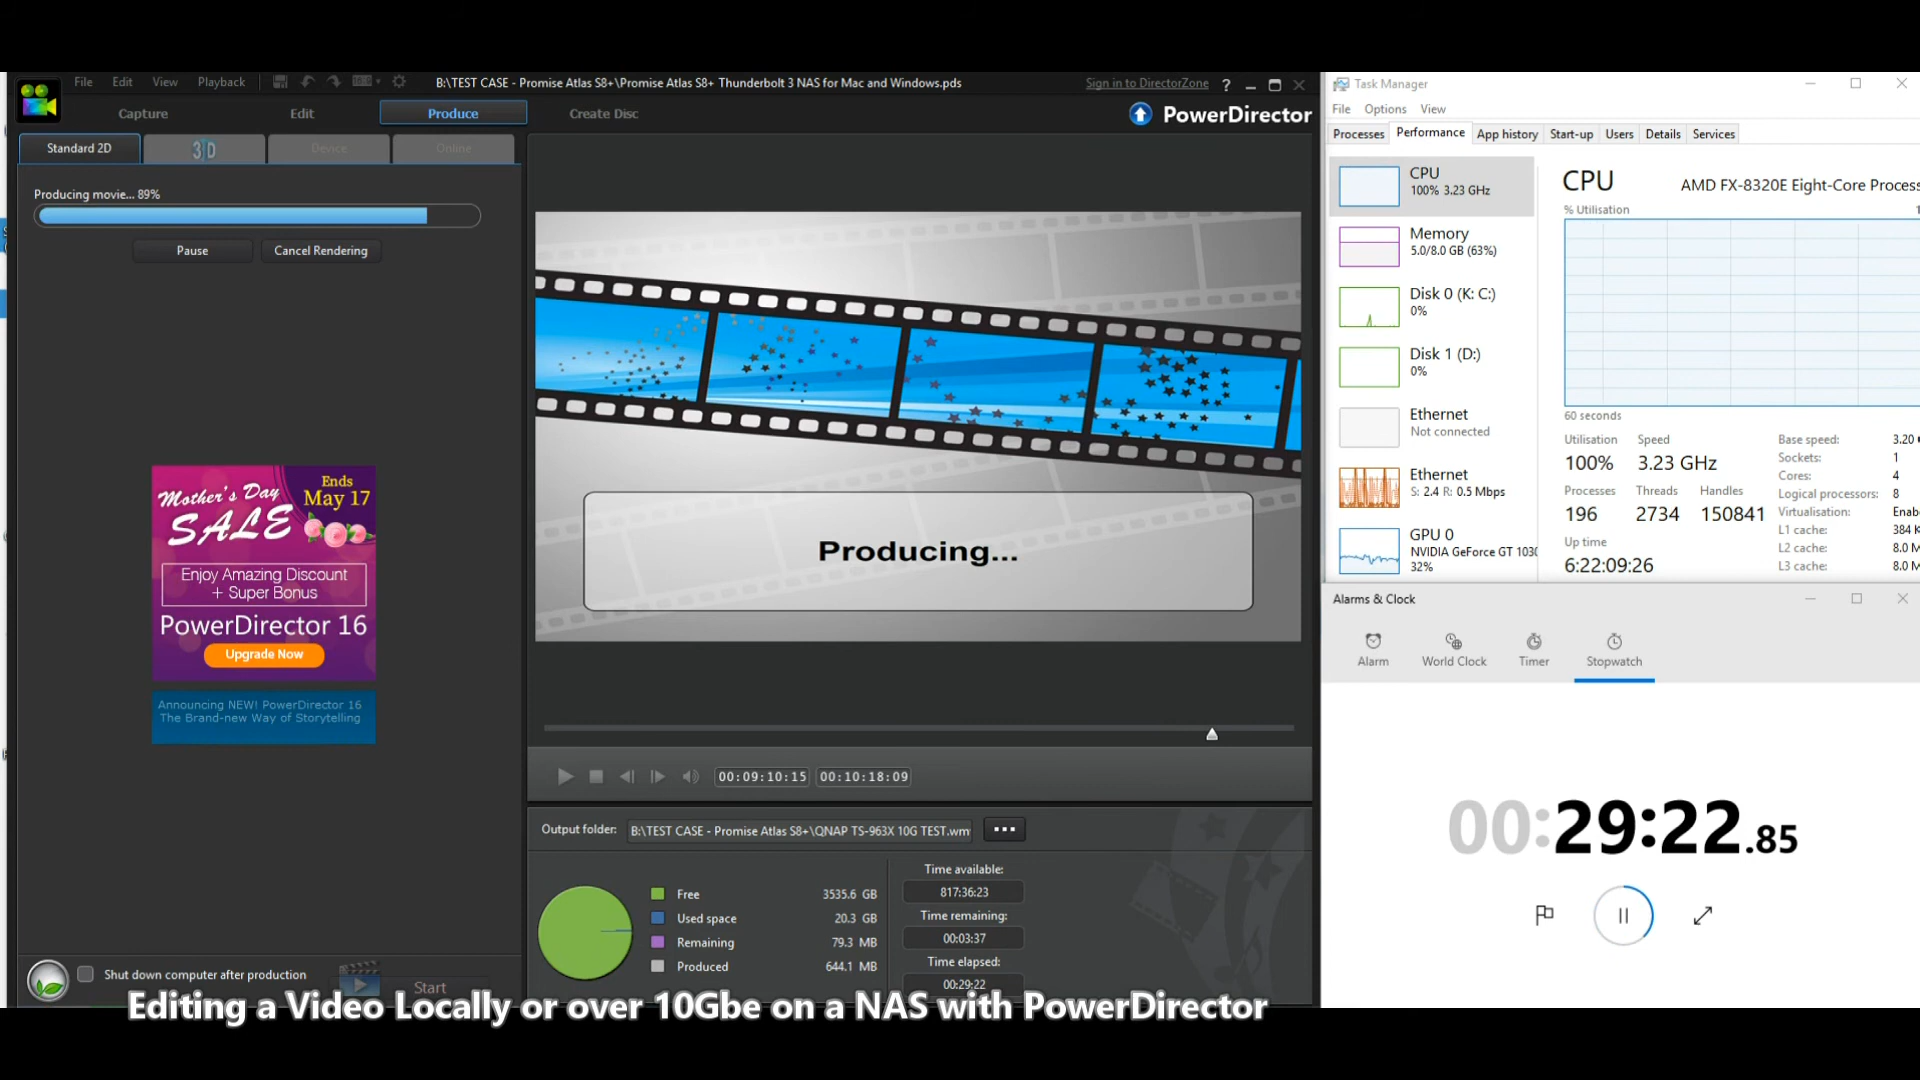 File Edit View Playback
B:\TEST CASE - Promise Atlas S8+\Promise Atlas S8+ Thunderbolt 3 NAS for Mac and Windows.pds
Sign in to DirectorZone ?
Capture Edit Produce Create Disc
PowerDirector
Standard 2D 3D Device Online
Producing movie... 89%
Pause Cancel Rendering
Mother's Day
SALE
Ends
May 17
Enjoy Amazing Discount
+ Super Bonus
PowerDirector 16
Upgrade Now
Announcing NEW! PowerDirector 16
The Brand-new Way of Storytelling
Producing...
00:09:10:15 00:10:18:09
Output folder: B:\TEST CASE - Promise Atlas S8+\QNAP TS-963X 10G TEST.wm
Free 3535.6 GB
Used space 20.3 GB
Remaining 79.3 MB
Produced 644.1 MB
Time available:
817:36:23
Time remaining:
00:03:37
Time elapsed:
00:29:22
Shut down computer after production
Start
Editing a Video Locally or over 10Gbe on a NAS with PowerDirector
Task Manager
File Options View
Processes Performance App history Start-up Users Details Services
CPU
100% 3.23 GHz
Memory
5.0/8.0 GB (63%)
Disk 0 (K: C:)
0%
Disk 1 (D:)
0%
Ethernet
Not connected
Ethernet
S: 2.4 R: 0.5 Mbps
GPU 0
NVIDIA GeForce GT 1030
32%
CPU AMD FX-8320E Eight-Core Process
% Utilisation 1
60 seconds
Utilisation Speed
100% 3.23 GHz
Processes Threads Handles
196 2734 150841
Up time
6:22:09:26
Base speed: 3.20
Sockets: 1
Cores: 4
Logical processors: 8
Virtualisation: Enab
L1 cache: 384 K
L2 cache: 8.0 M
L3 cache: 8.0 M
Alarms & Clock
Alarm World Clock Timer Stopwatch
00:29:22.85